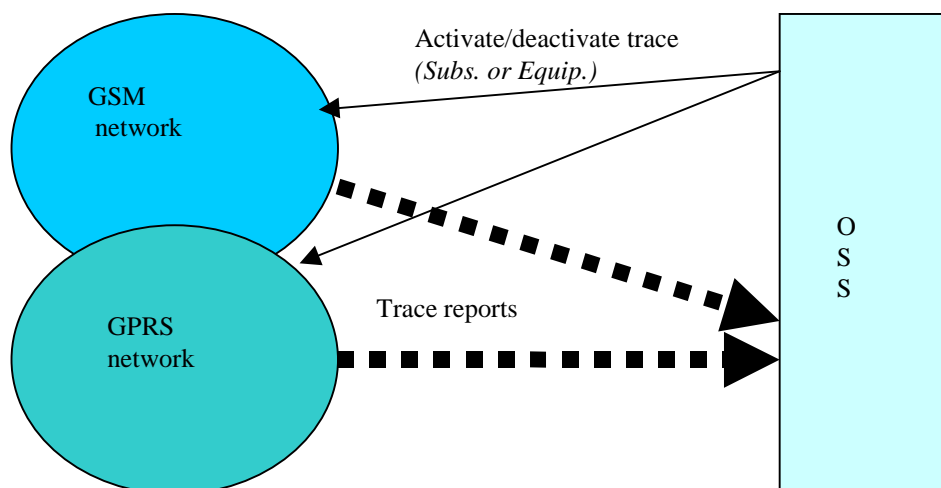 Activate/deactivate trace
(Subs. or Equip.)
GSM
network
O
S
S
Trace reports
GPRS
network